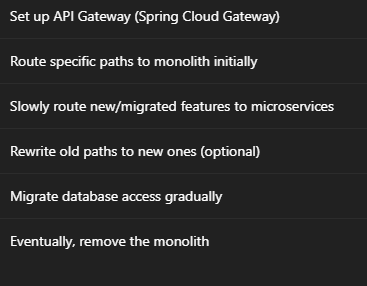 Set up API Gateway (Spring Cloud Gateway)
Route specific paths to monolith initially
Slowly route new/migrated features to microservices
Rewrite old paths to new ones (optional)
Migrate database access gradually
Eventually, remove the monolith